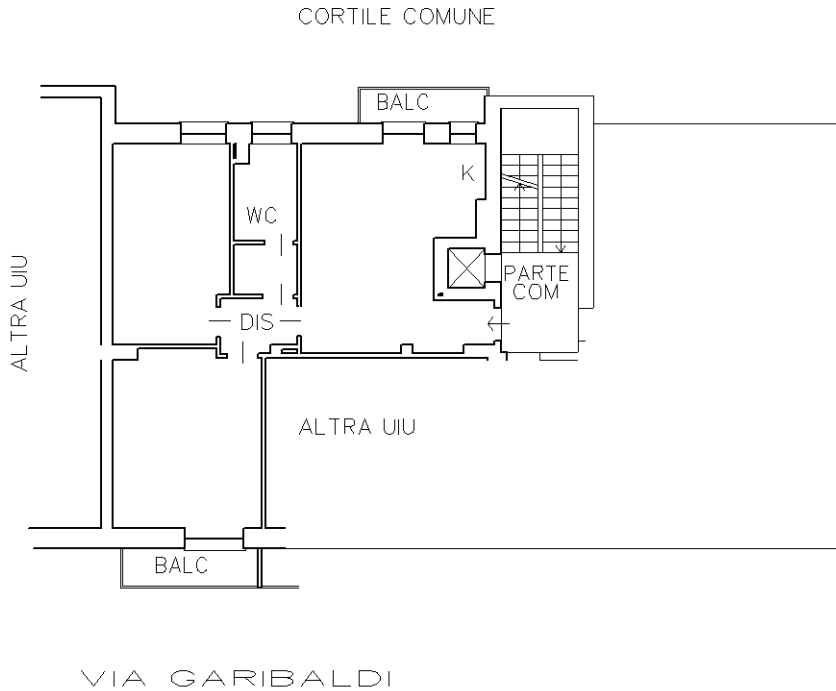 CORTILE COMUNE
BALC
K
WC
PARTE
COM
ALTRA UIU
DIS
ALTRA UIU
BALC
VIA GARIBALDI